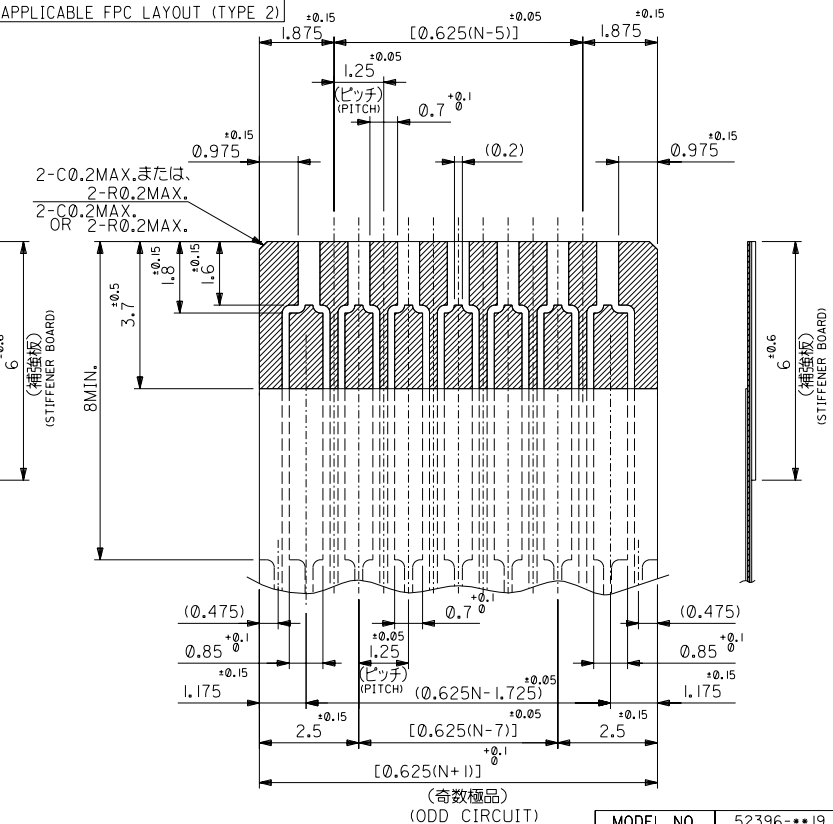 APPLICABLE FPC LAYOUT (TYPE 2)
±0.15
1.875
±0.05
[0.625(N-5)]
±0.15
1.875
±0.05
1.25
(ピッチ)
(PITCH)
+0.1
0.7 0
±0.15
0.975
(0.2)
±0.15
0.975
2-C0.2MAX.または、
2-R0.2MAX.
2-C0.2MAX.
OR 2-R0.2MAX.
±0.15
1.8
±0.15
1.6
±0.5
3.7
8MIN.
6
(補強板)
(STIFFENER BOARD)
±0.6
6
(補強板)
(STIFFENER BOARD)
(0.475)
+0.1
0.7 0
(0.475)
+0.1
0.85 0
±0.05
1.25
(ピッチ)
(PITCH)
+0.1
0.85 0
±0.15
1.175
±0.05
(0.625N-1.725)
±0.15
1.175
±0.15
2.5
±0.05
[0.625(N-7)]
±0.15
2.5
+0.1
0
[0.625(N+1)]
(奇数極品)
(ODD CIRCUIT)
MODEL NO.
52396-**19